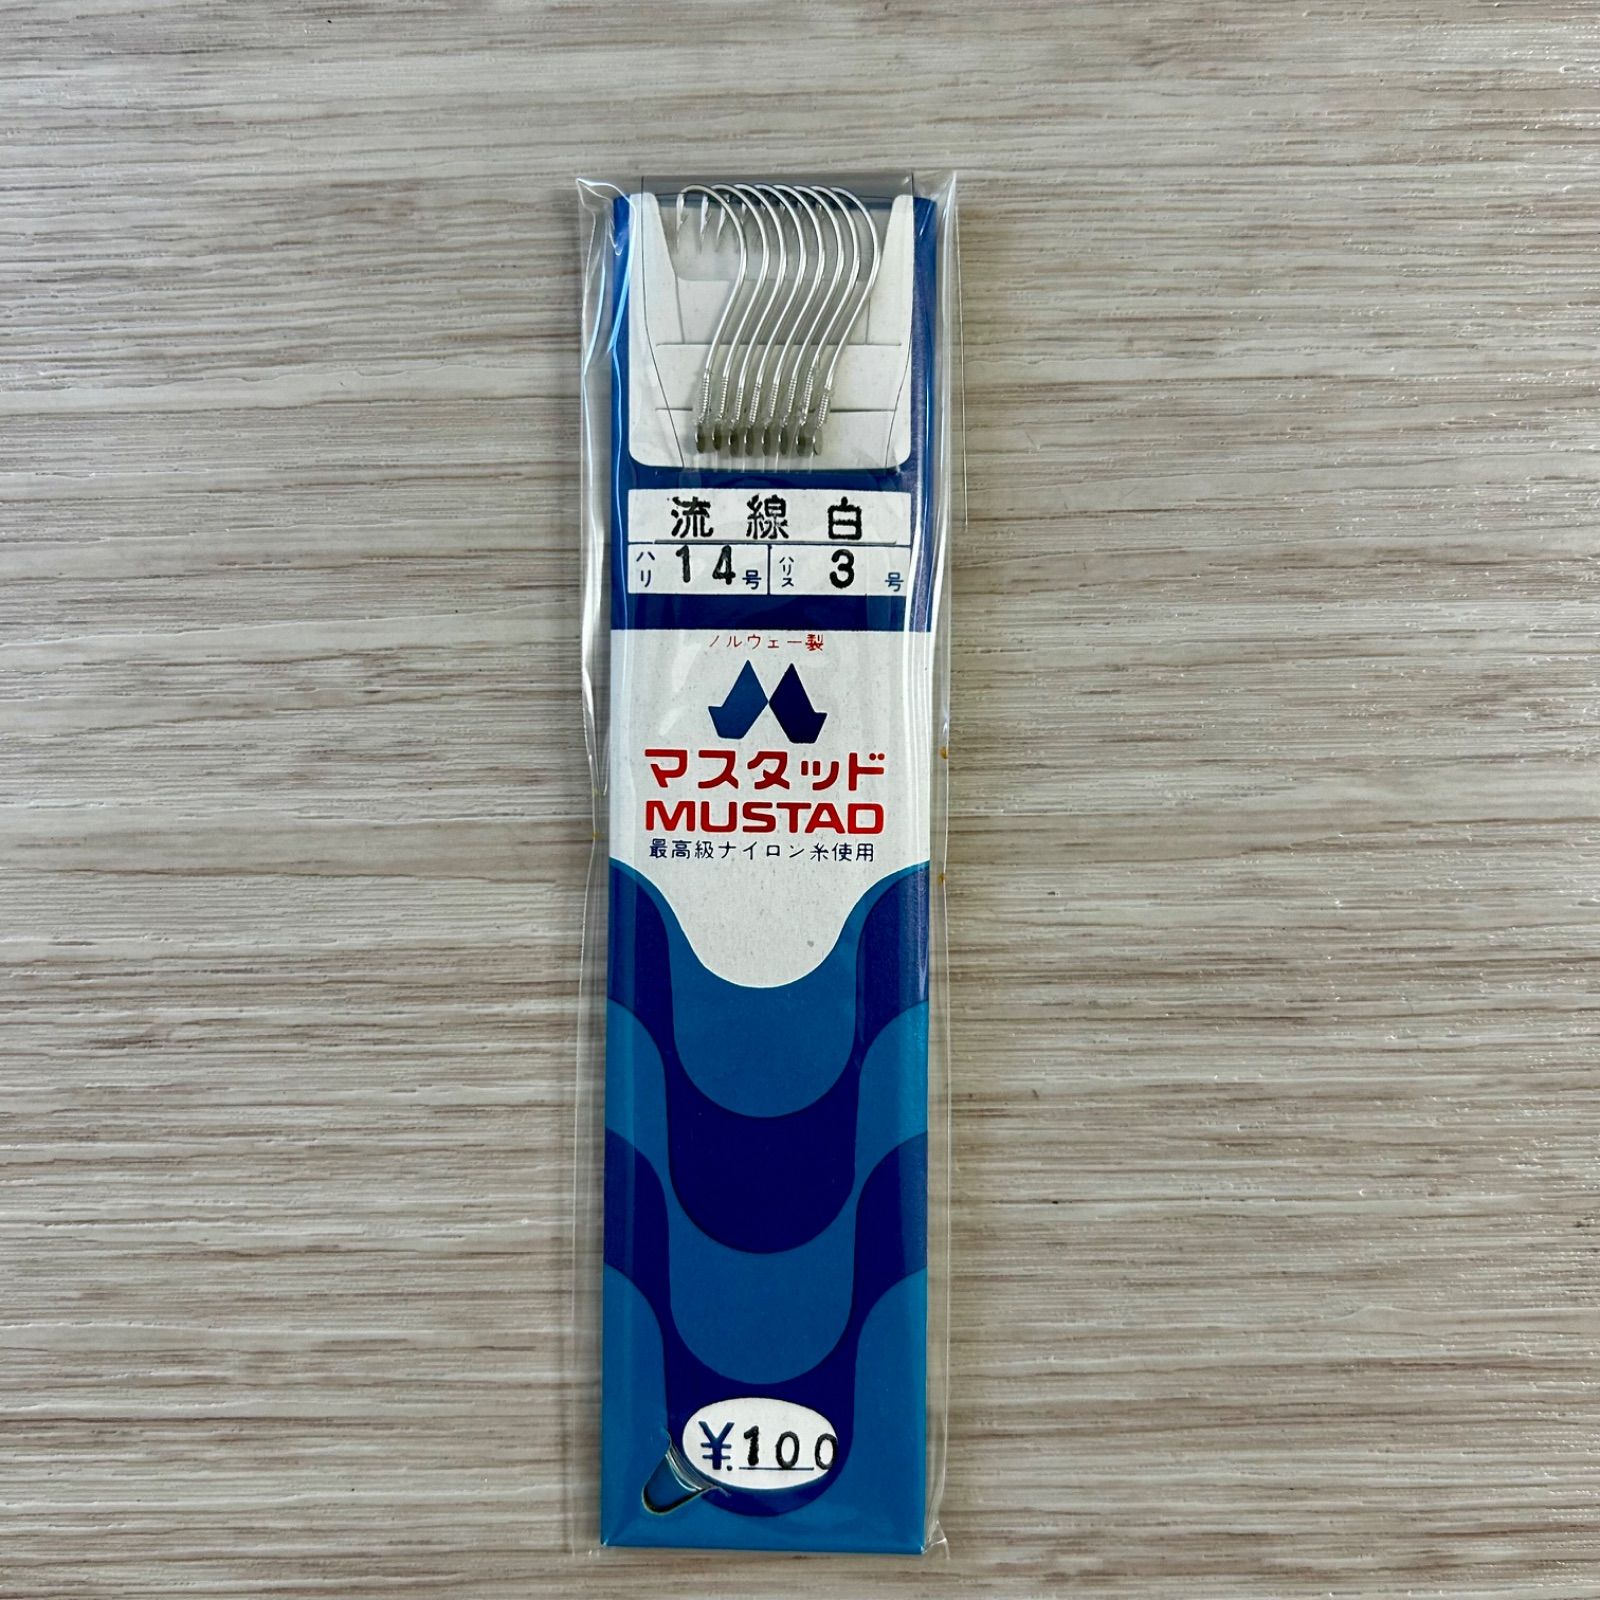 流線白
ハリ 14号 ハリス 3号
ノルウェー製
マスタッド
MUSTAD
最高級ナイロン糸使用
¥.100